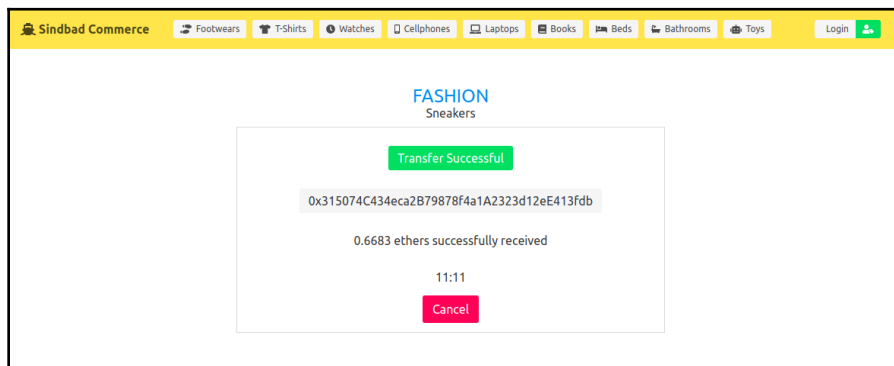 Sindbad Commerce Footwears T-Shirts Watches Cellphones Laptops Books Beds Bathrooms Toys Login
FASHION
Sneakers
Transfer Successful
0x315074C434eca2B79878f4a1A2323d12eE413fdb
0.6683 ethers successfully received
11:11
Cancel